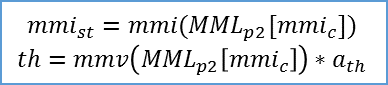 mmi_st = mmi(MML_p2[mmi_c])
th = mmv(MML_p2[mmi_c]) * a_th